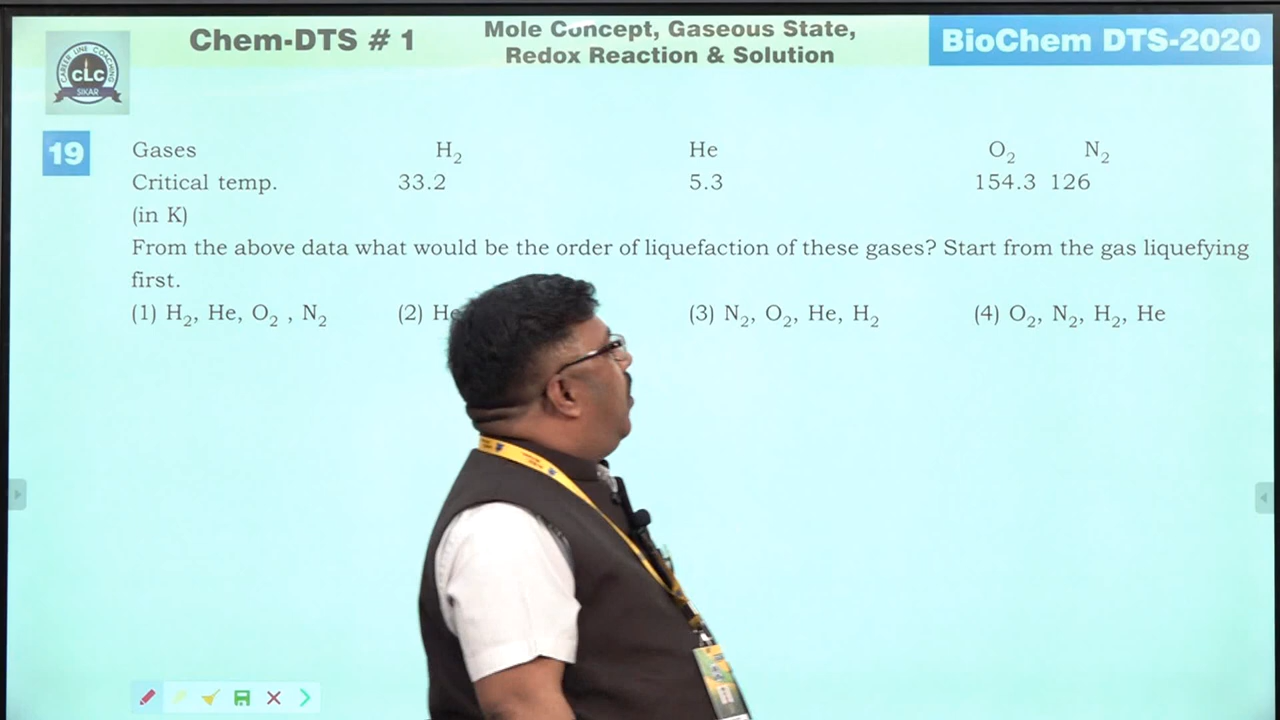 Chem-DTS # 1
Mole Concept, Gaseous State,
Redox Reaction & Solution
BioChem DTS-2020
CAREER LINE COACHING
CLC
SIKAR
19
Gases H₂ He O₂ N₂
Critical temp. 33.2 5.3 154.3 126
(in K)
From the above data what would be the order of liquefaction of these gases? Start from the gas liquefying
first.
(1) H₂, He, O₂ , N₂ (2) He (3) N₂, O₂, He, H₂ (4) O₂, N₂, H₂, He